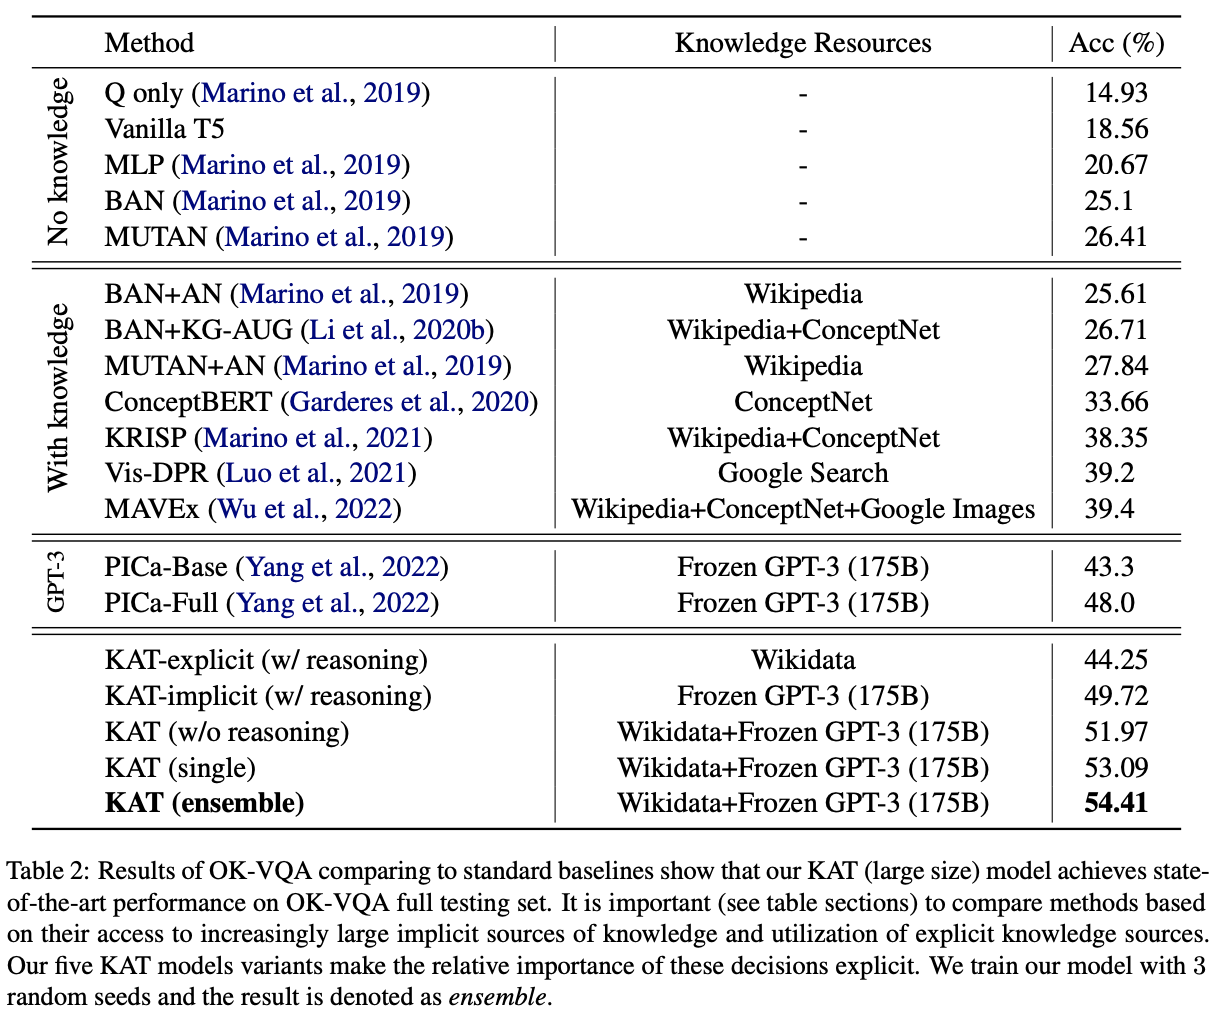 Method Knowledge Resources Acc (%)
No knowledge
Q only (Marino et al., 2019) - 14.93
Vanilla T5 - 18.56
MLP (Marino et al., 2019) - 20.67
BAN (Marino et al., 2019) - 25.1
MUTAN (Marino et al., 2019) - 26.41
With knowledge
BAN+AN (Marino et al., 2019) Wikipedia 25.61
BAN+KG-AUG (Li et al., 2020b) Wikipedia+ConceptNet 26.71
MUTAN+AN (Marino et al., 2019) Wikipedia 27.84
ConceptBERT (Garderes et al., 2020) ConceptNet 33.66
KRISP (Marino et al., 2021) Wikipedia+ConceptNet 38.35
Vis-DPR (Luo et al., 2021) Google Search 39.2
MAVEx (Wu et al., 2022) Wikipedia+ConceptNet+Google Images 39.4
GPT-3
PICa-Base (Yang et al., 2022) Frozen GPT-3 (175B) 43.3
PICa-Full (Yang et al., 2022) Frozen GPT-3 (175B) 48.0
KAT-explicit (w/ reasoning) Wikidata 44.25
KAT-implicit (w/ reasoning) Frozen GPT-3 (175B) 49.72
KAT (w/o reasoning) Wikidata+Frozen GPT-3 (175B) 51.97
KAT (single) Wikidata+Frozen GPT-3 (175B) 53.09
KAT (ensemble) Wikidata+Frozen GPT-3 (175B) 54.41
Table 2: Results of OK-VQA comparing to standard baselines show that our KAT (large size) model achieves state-
of-the-art performance on OK-VQA full testing set. It is important (see table sections) to compare methods based
on their access to increasingly large implicit sources of knowledge and utilization of explicit knowledge sources.
Our five KAT models variants make the relative importance of these decisions explicit. We train our model with 3
random seeds and the result is denoted as ensemble.